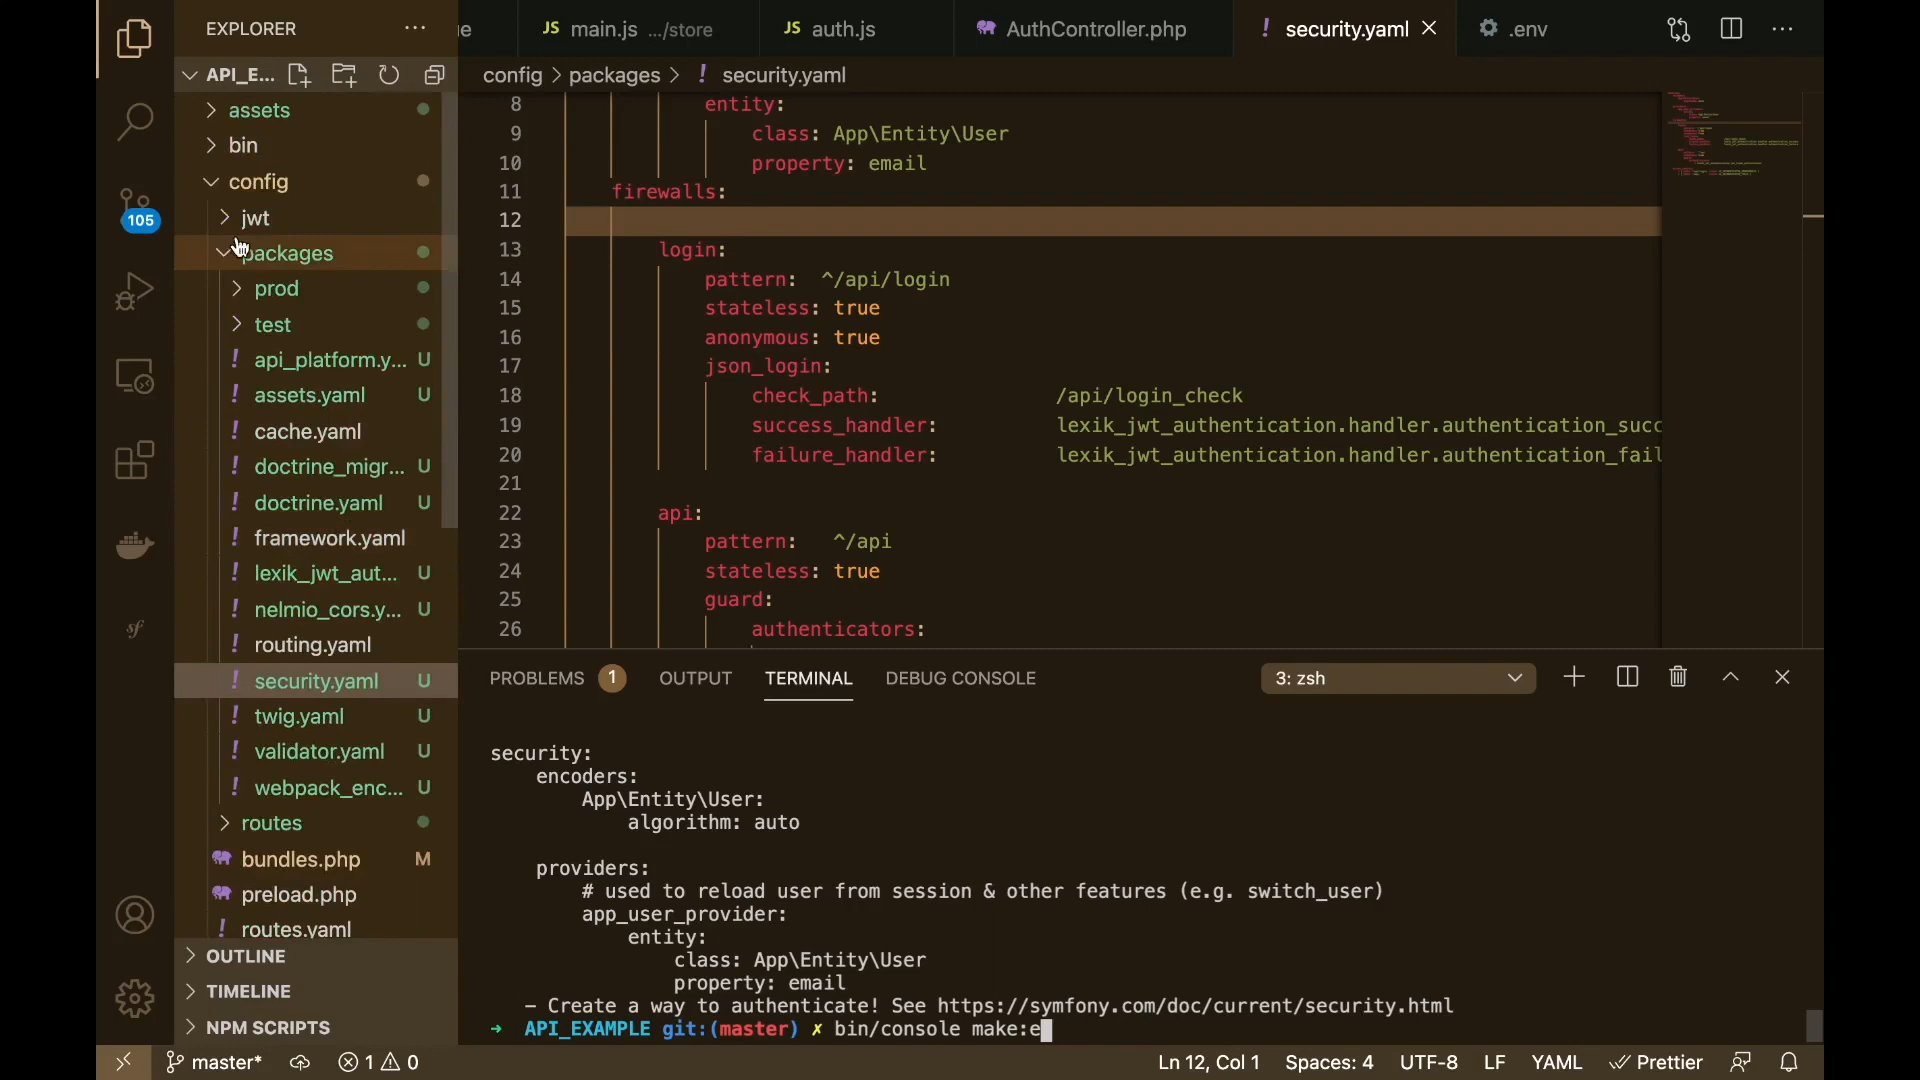 EXPLORER
main.js .../store
auth.js
AuthController.php
security.yaml
.env
API_E...
config > packages > ! security.yaml
assets
bin
config
jwt
packages
prod
test
api_platform.y... U
assets.yaml U
cache.yaml
doctrine_migr... U
doctrine.yaml U
framework.yaml
lexik_jwt_aut... U
nelmio_cors.y... U
routing.yaml
security.yaml U
twig.yaml U
validator.yaml U
webpack_enc... U
routes
bundles.php M
preload.php
routes.yaml
OUTLINE
TIMELINE
NPM SCRIPTS
105
8 entity:
9 class: App\Entity\User
10 property: email
11 firewalls:
12
13 login:
14 pattern: ^/api/login
15 stateless: true
16 anonymous: true
17 json_login:
18 check_path: /api/login_check
19 success_handler: lexik_jwt_authentication.handler.authentication_succ
20 failure_handler: lexik_jwt_authentication.handler.authentication_fail
21
22 api:
23 pattern: ^/api
24 stateless: true
25 guard:
26 authenticators:
PROBLEMS 1 OUTPUT TERMINAL DEBUG CONSOLE 3: zsh
security:
encoders:
App\Entity\User:
algorithm: auto
providers:
# used to reload user from session & other features (e.g. switch_user)
app_user_provider:
entity:
class: App\Entity\User
property: email
- Create a way to authenticate! See https://symfony.com/doc/current/security.html
→ API_EXAMPLE git:(master) ✗ bin/console make:e
master* 1 0 Ln 12, Col 1 Spaces: 4 UTF-8 LF YAML Prettier